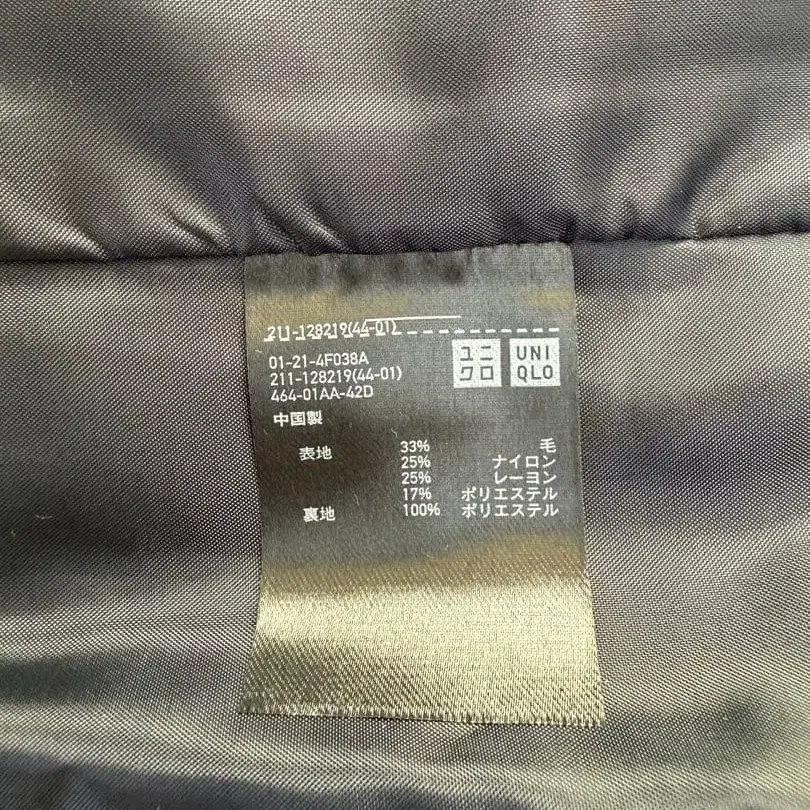 211-128219(44-01)
01-21-4F038A
211-128219(44-01)
464-01AA-42D
ユニ
クロ
UNI
QLO
中国製
表地 33% 毛
25% ナイロン
25% レーヨン
17% ポリエステル
裏地 100% ポリエステル